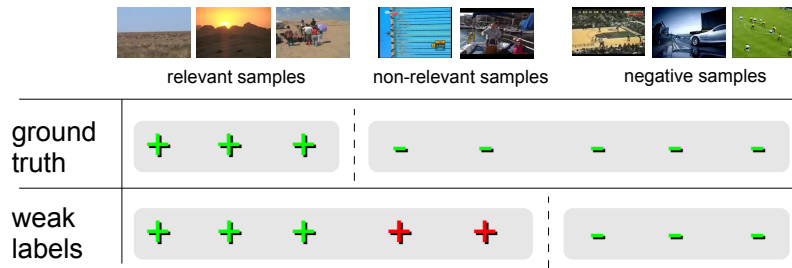 relevant samples non-relevant samples negative samples
ground
truth
+ + + - - - - -
weak
labels
+ + + + + - - -